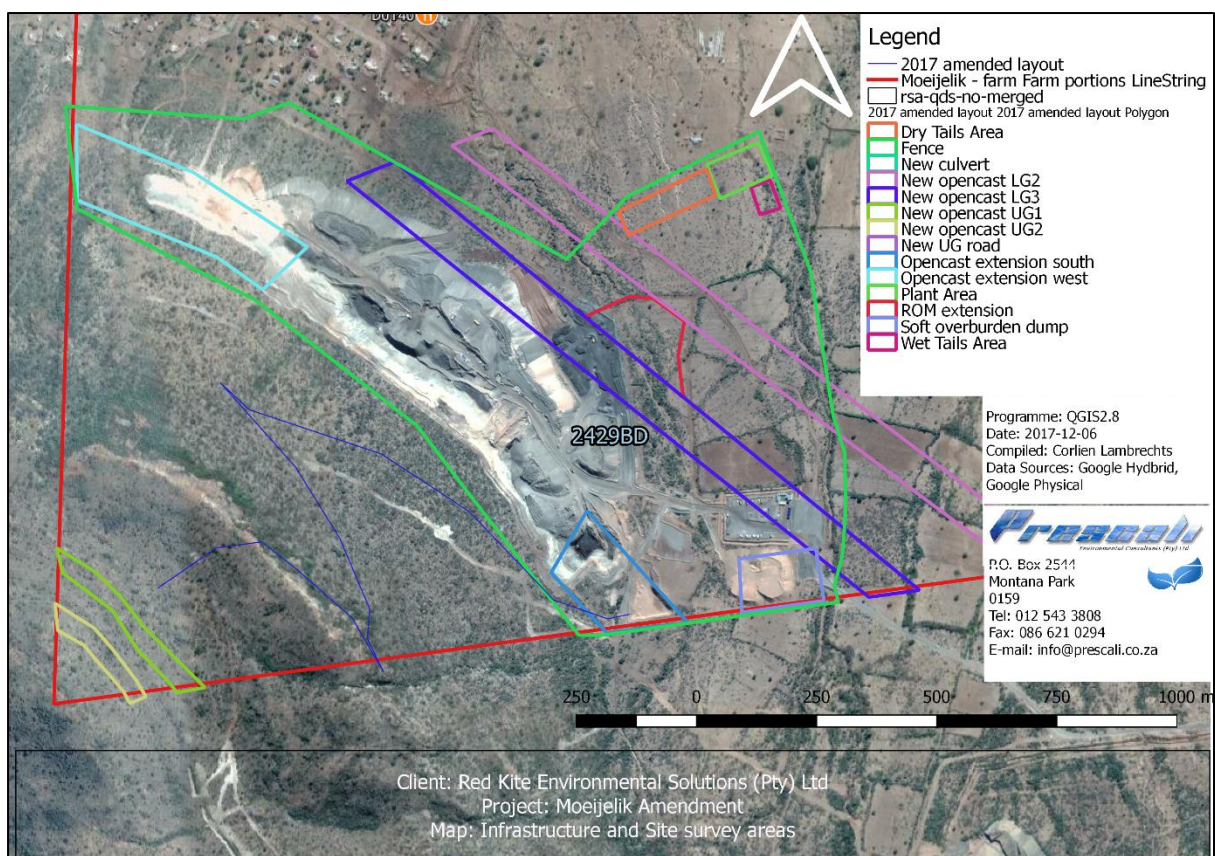 D0140
Legend
2017 amended layout
Moeijelik - farm Farm portions LineString
rsa-qds-no-merged
2017 amended layout 2017 amended layout Polygon
Dry Tails Area
Fence
New culvert
New opencast LG2
New opencast LG3
New opencast UG1
New opencast UG2
New UG road
Opencast extension south
Opencast extension west
Plant Area
ROM extension
Soft overburden dump
Wet Tails Area
2429BD
Programme: QGIS2.8
Date: 2017-12-06
Compiled: Corlien Lambrechts
Data Sources: Google Hydbrid,
Google Physical
Prescali
Environmental Consultants (Pty) Ltd
P.O. Box 2544
Montana Park
0159
Tel: 012 543 3808
Fax: 086 621 0294
E-mail: info@prescali.co.za
250 0 250 500 750 1000 m
Client: Red Kite Environmental Solutions (Pty) Ltd
Project: Moeijelik Amendment
Map: Infrastructure and Site survey areas